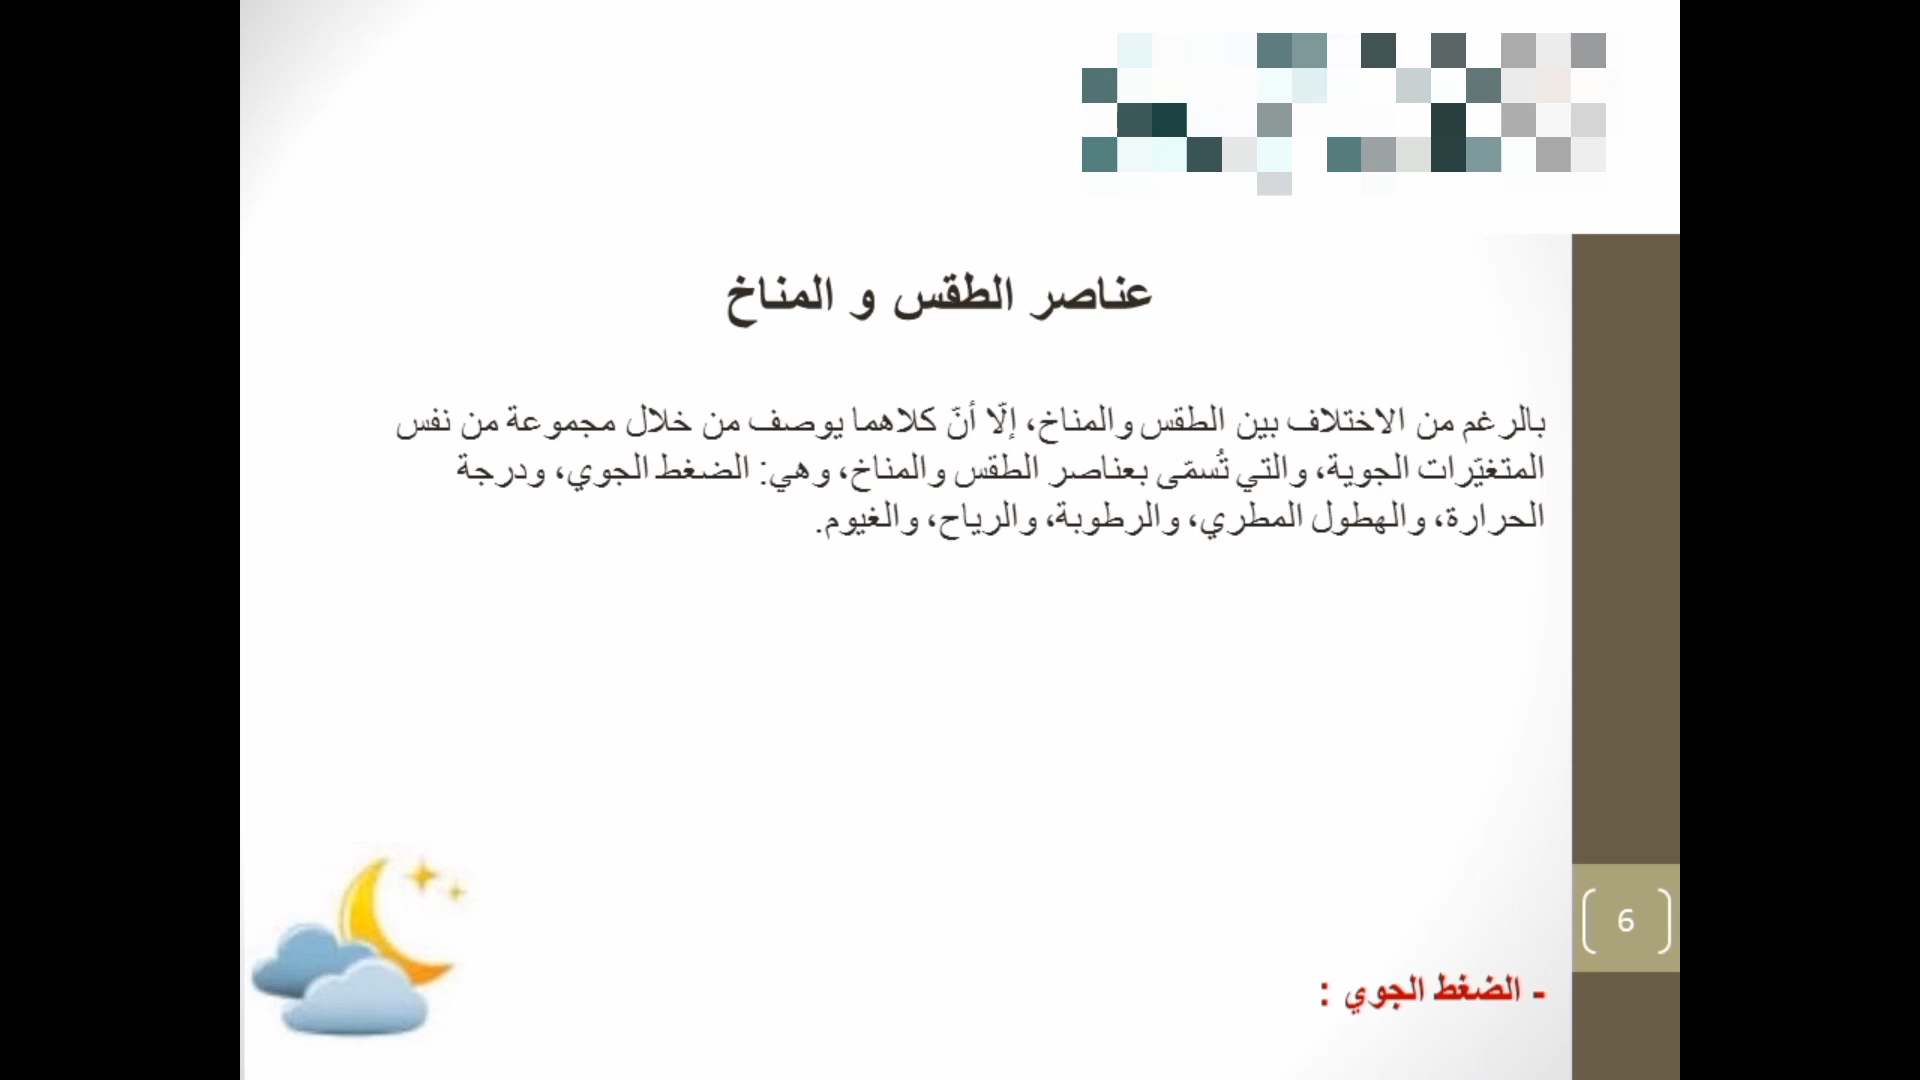 عناصر الطقس و المناخ
بالرغم من الاختلاف بين الطقس والمناخ، إلّا أنّ كلاهما يوصف من خلال مجموعة من نفس
المتغيّرات الجوية، والتي تُسمّى بعناصر الطقس والمناخ، وهي: الضغط الجوي، ودرجة
الحرارة، والهطول المطري، والرطوبة، والرياح، والغيوم.
6
- الضغط الجوي :